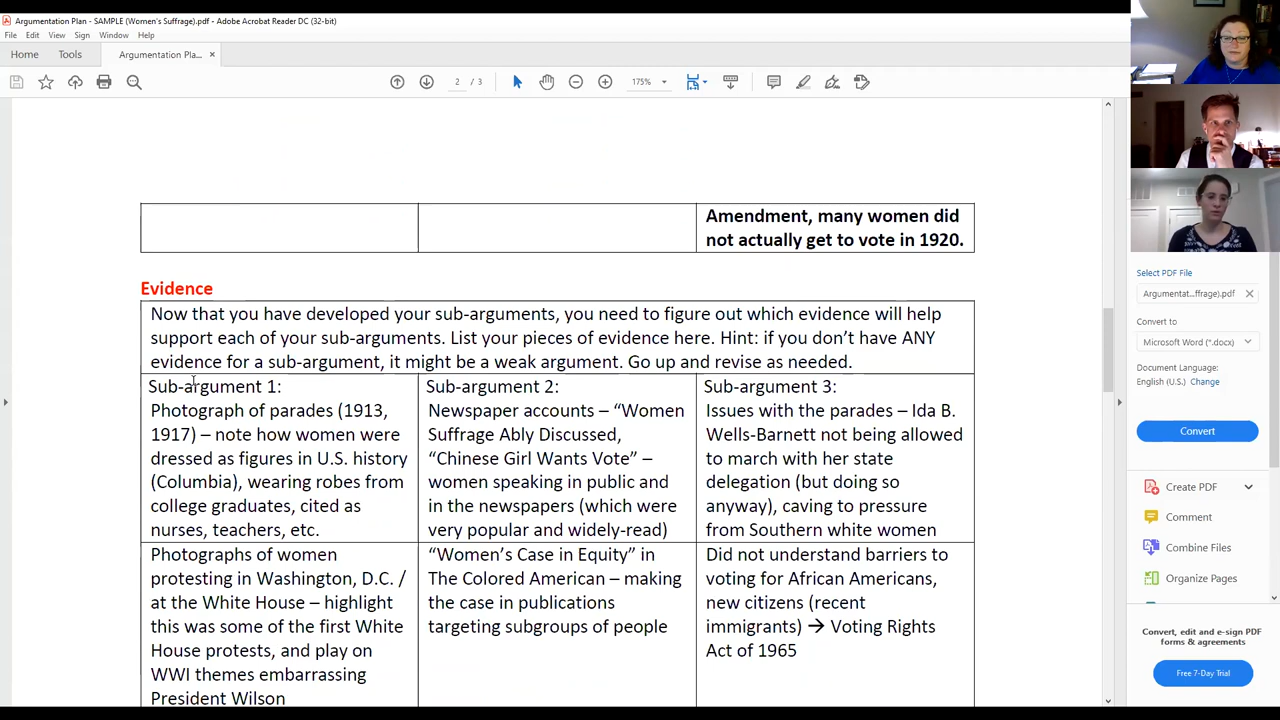 Argumentation Plan - SAMPLE (Women's Suffrage).pdf - Adobe Acrobat Reader DC (32-bit)
File Edit View Sign Window Help
Home Tools Argumentation Pla... ×
2 / 3 175%
Amendment, many women did
not actually get to vote in 1920.
Evidence
Now that you have developed your sub-arguments, you need to figure out which evidence will help
support each of your sub-arguments. List your pieces of evidence here. Hint: if you don't have ANY
evidence for a sub-argument, it might be a weak argument. Go up and revise as needed.
Sub-argument 1:
Photograph of parades (1913,
1917) – note how women were
dressed as figures in U.S. history
(Columbia), wearing robes from
college graduates, cited as
nurses, teachers, etc.
Sub-argument 2:
Newspaper accounts – "Women
Suffrage Ably Discussed,
"Chinese Girl Wants Vote" –
women speaking in public and
in the newspapers (which were
very popular and widely-read)
Sub-argument 3:
Issues with the parades – Ida B.
Wells-Barnett not being allowed
to march with her state
delegation (but doing so
anyway), caving to pressure
from Southern white women
Photographs of women
protesting in Washington, D.C. /
at the White House – highlight
this was some of the first White
House protests, and play on
WWI themes embarrassing
President Wilson
"Women's Case in Equity" in
The Colored American – making
the case in publications
targeting subgroups of people
Did not understand barriers to
voting for African Americans,
new citizens (recent
immigrants) → Voting Rights
Act of 1965
Select PDF File
Argumentat...ffrage).pdf
Convert to
Microsoft Word (*.docx)
Document Language:
English (U.S.) Change
Convert
Create PDF
Comment
Combine Files
Organize Pages
Convert, edit and e-sign PDF
forms & agreements
Free 7-Day Trial